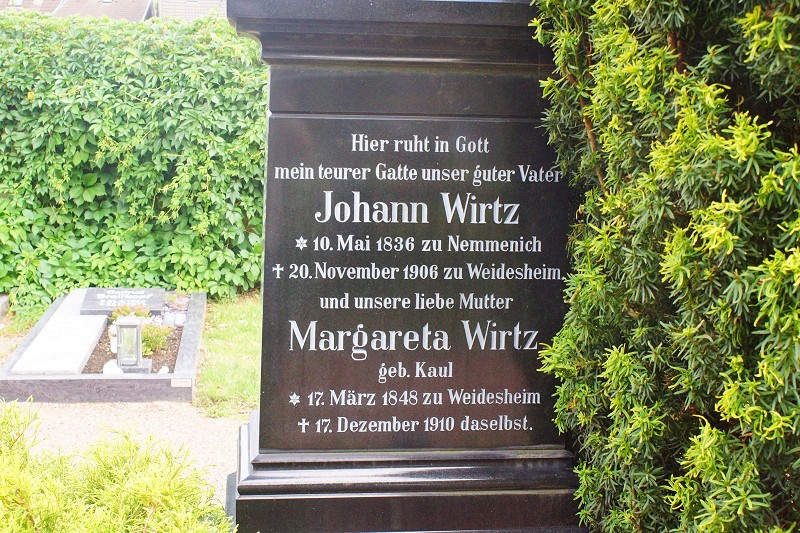 Hier ruht in Gott
mein teurer Gatte unser guter Vater
Johann Wirtz
✶ 10. Mai 1836 zu Nemmenich
† 20. November 1906 zu Weidesheim,
und unsere liebe Mutter
Margareta Wirtz
geb. Kaul
✶ 17. März 1848 zu Weidesheim
† 17. Dezember 1910 daselbst.